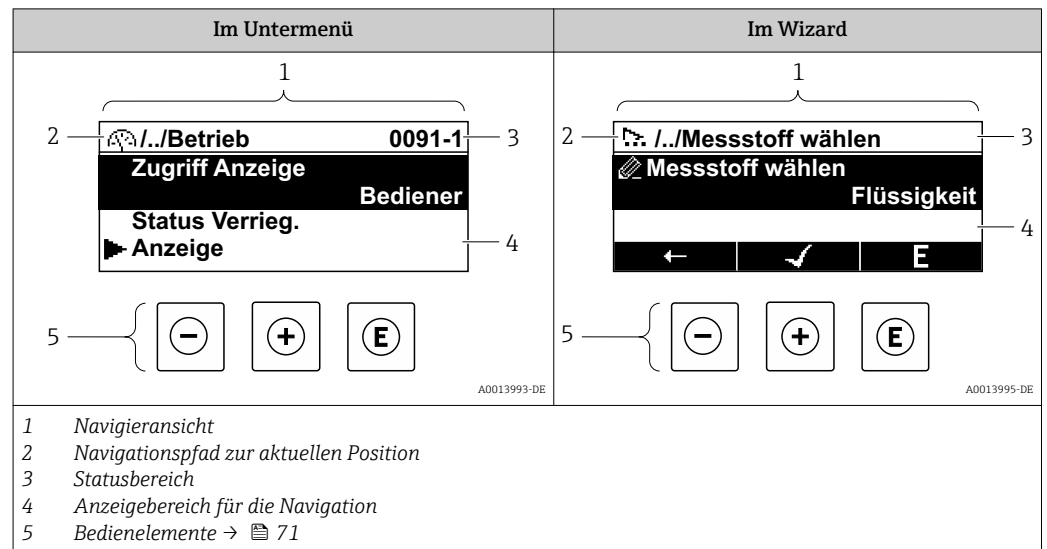 Im Untermenü
Im Wizard
1
2
/../Betrieb 0091-1
3
Zugriff Anzeige
Bediener
Status Verrieg.
Anzeige
4
5
- + E
A0013993-DE
1
2
/../Messstoff wählen
3
Messstoff wählen
Flüssigkeit
4
← ✓ E
5
- + E
A0013995-DE
1 Navigieransicht
2 Navigationspfad zur aktuellen Position
3 Statusbereich
4 Anzeigebereich für die Navigation
5 Bedienelemente → 71